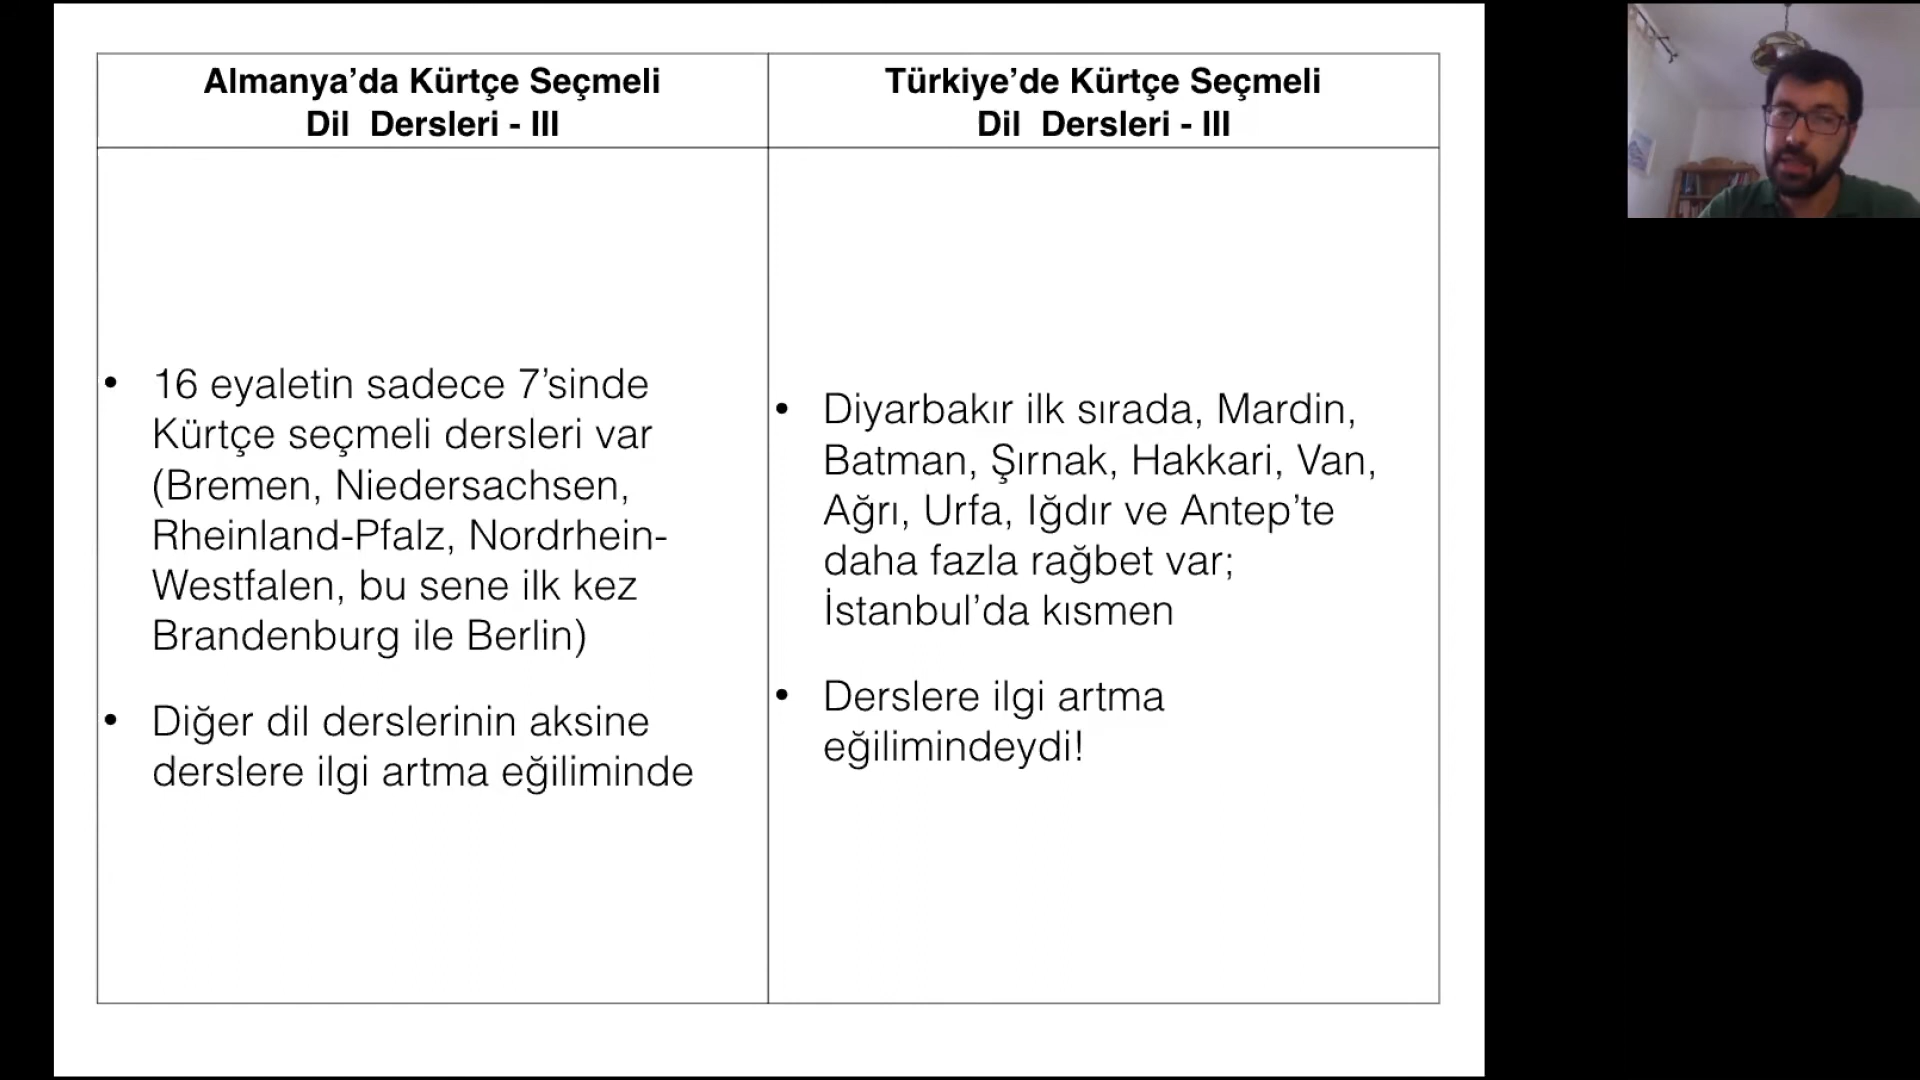 Almanya’da Kürtçe Seçmeli
Dil Dersleri - III
• 16 eyaletin sadece 7’sinde
Kürtçe seçmeli dersleri var
(Bremen, Niedersachsen,
Rheinland-Pfalz, Nordrhein-
Westfalen, bu sene ilk kez
Brandenburg ile Berlin)
• Diğer dil derslerinin aksine
derslere ilgi artma eğiliminde
Türkiye’de Kürtçe Seçmeli
Dil Dersleri - III
• Diyarbakır ilk sırada, Mardin,
Batman, Şırnak, Hakkari, Van,
Ağrı, Urfa, Iğdır ve Antep’te
daha fazla rağbet var;
İstanbul’da kısmen
• Derslere ilgi artma
eğilimindeydi!